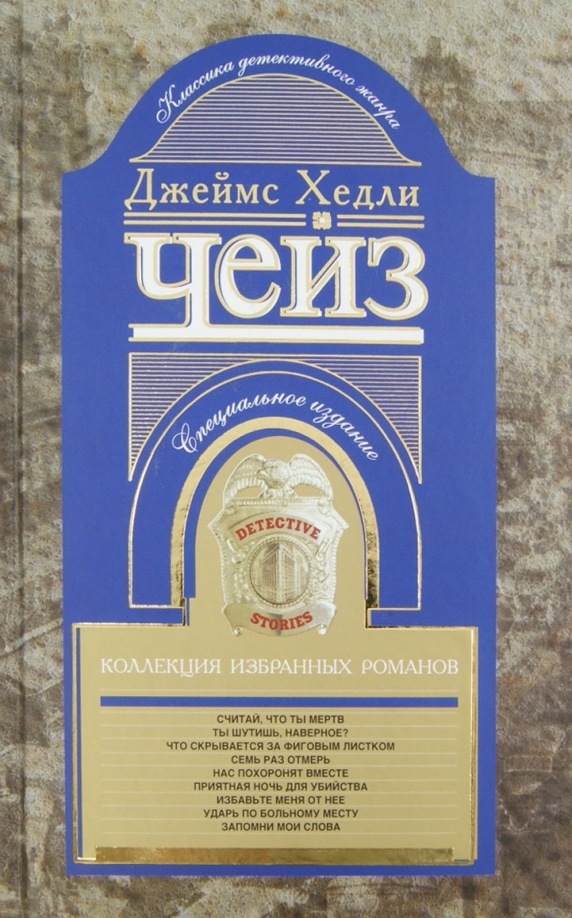 Классика детективного жанра
Джеймс Хедли
Чейз
Специальное издание
DETECTIVE
STORIES
КОЛЛЕКЦИЯ ИЗБРАННЫХ РОМАНОВ
СЧИТАЙ, ЧТО ТЫ МЕРТВ
ТЫ ШУТИШЬ, НАВЕРНОЕ?
ЧТО СКРЫВАЕТСЯ ЗА ФИГОВЫМ ЛИСТКОМ
СЕМЬ РАЗ ОТМЕРЬ
НАС ПОХОРОНЯТ ВМЕСТЕ
ПРИЯТНАЯ НОЧЬ ДЛЯ УБИЙСТВА
ИЗБАВЬТЕ МЕНЯ ОТ НЕЕ
УДАРЬ ПО БОЛЬНОМУ МЕСТУ
ЗАПОМНИ МОИ СЛОВА